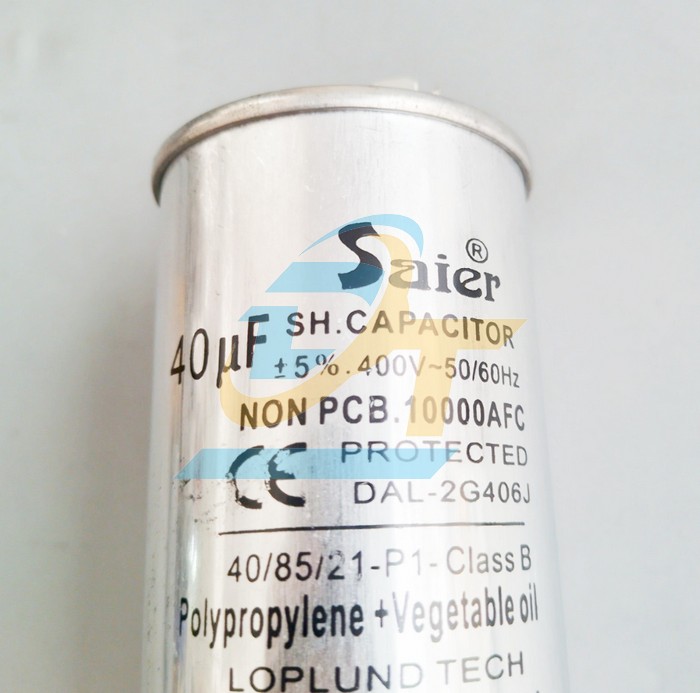 Saier®
40μF SH.CAPACITOR
±5%.400V~50/60Hz
NON PCB.10000AFC
CE PROTECTED
DAL-2G406J
40/85/21-P1-Class B
Polypropylene+Vegetable oil
LOPLUND TECH